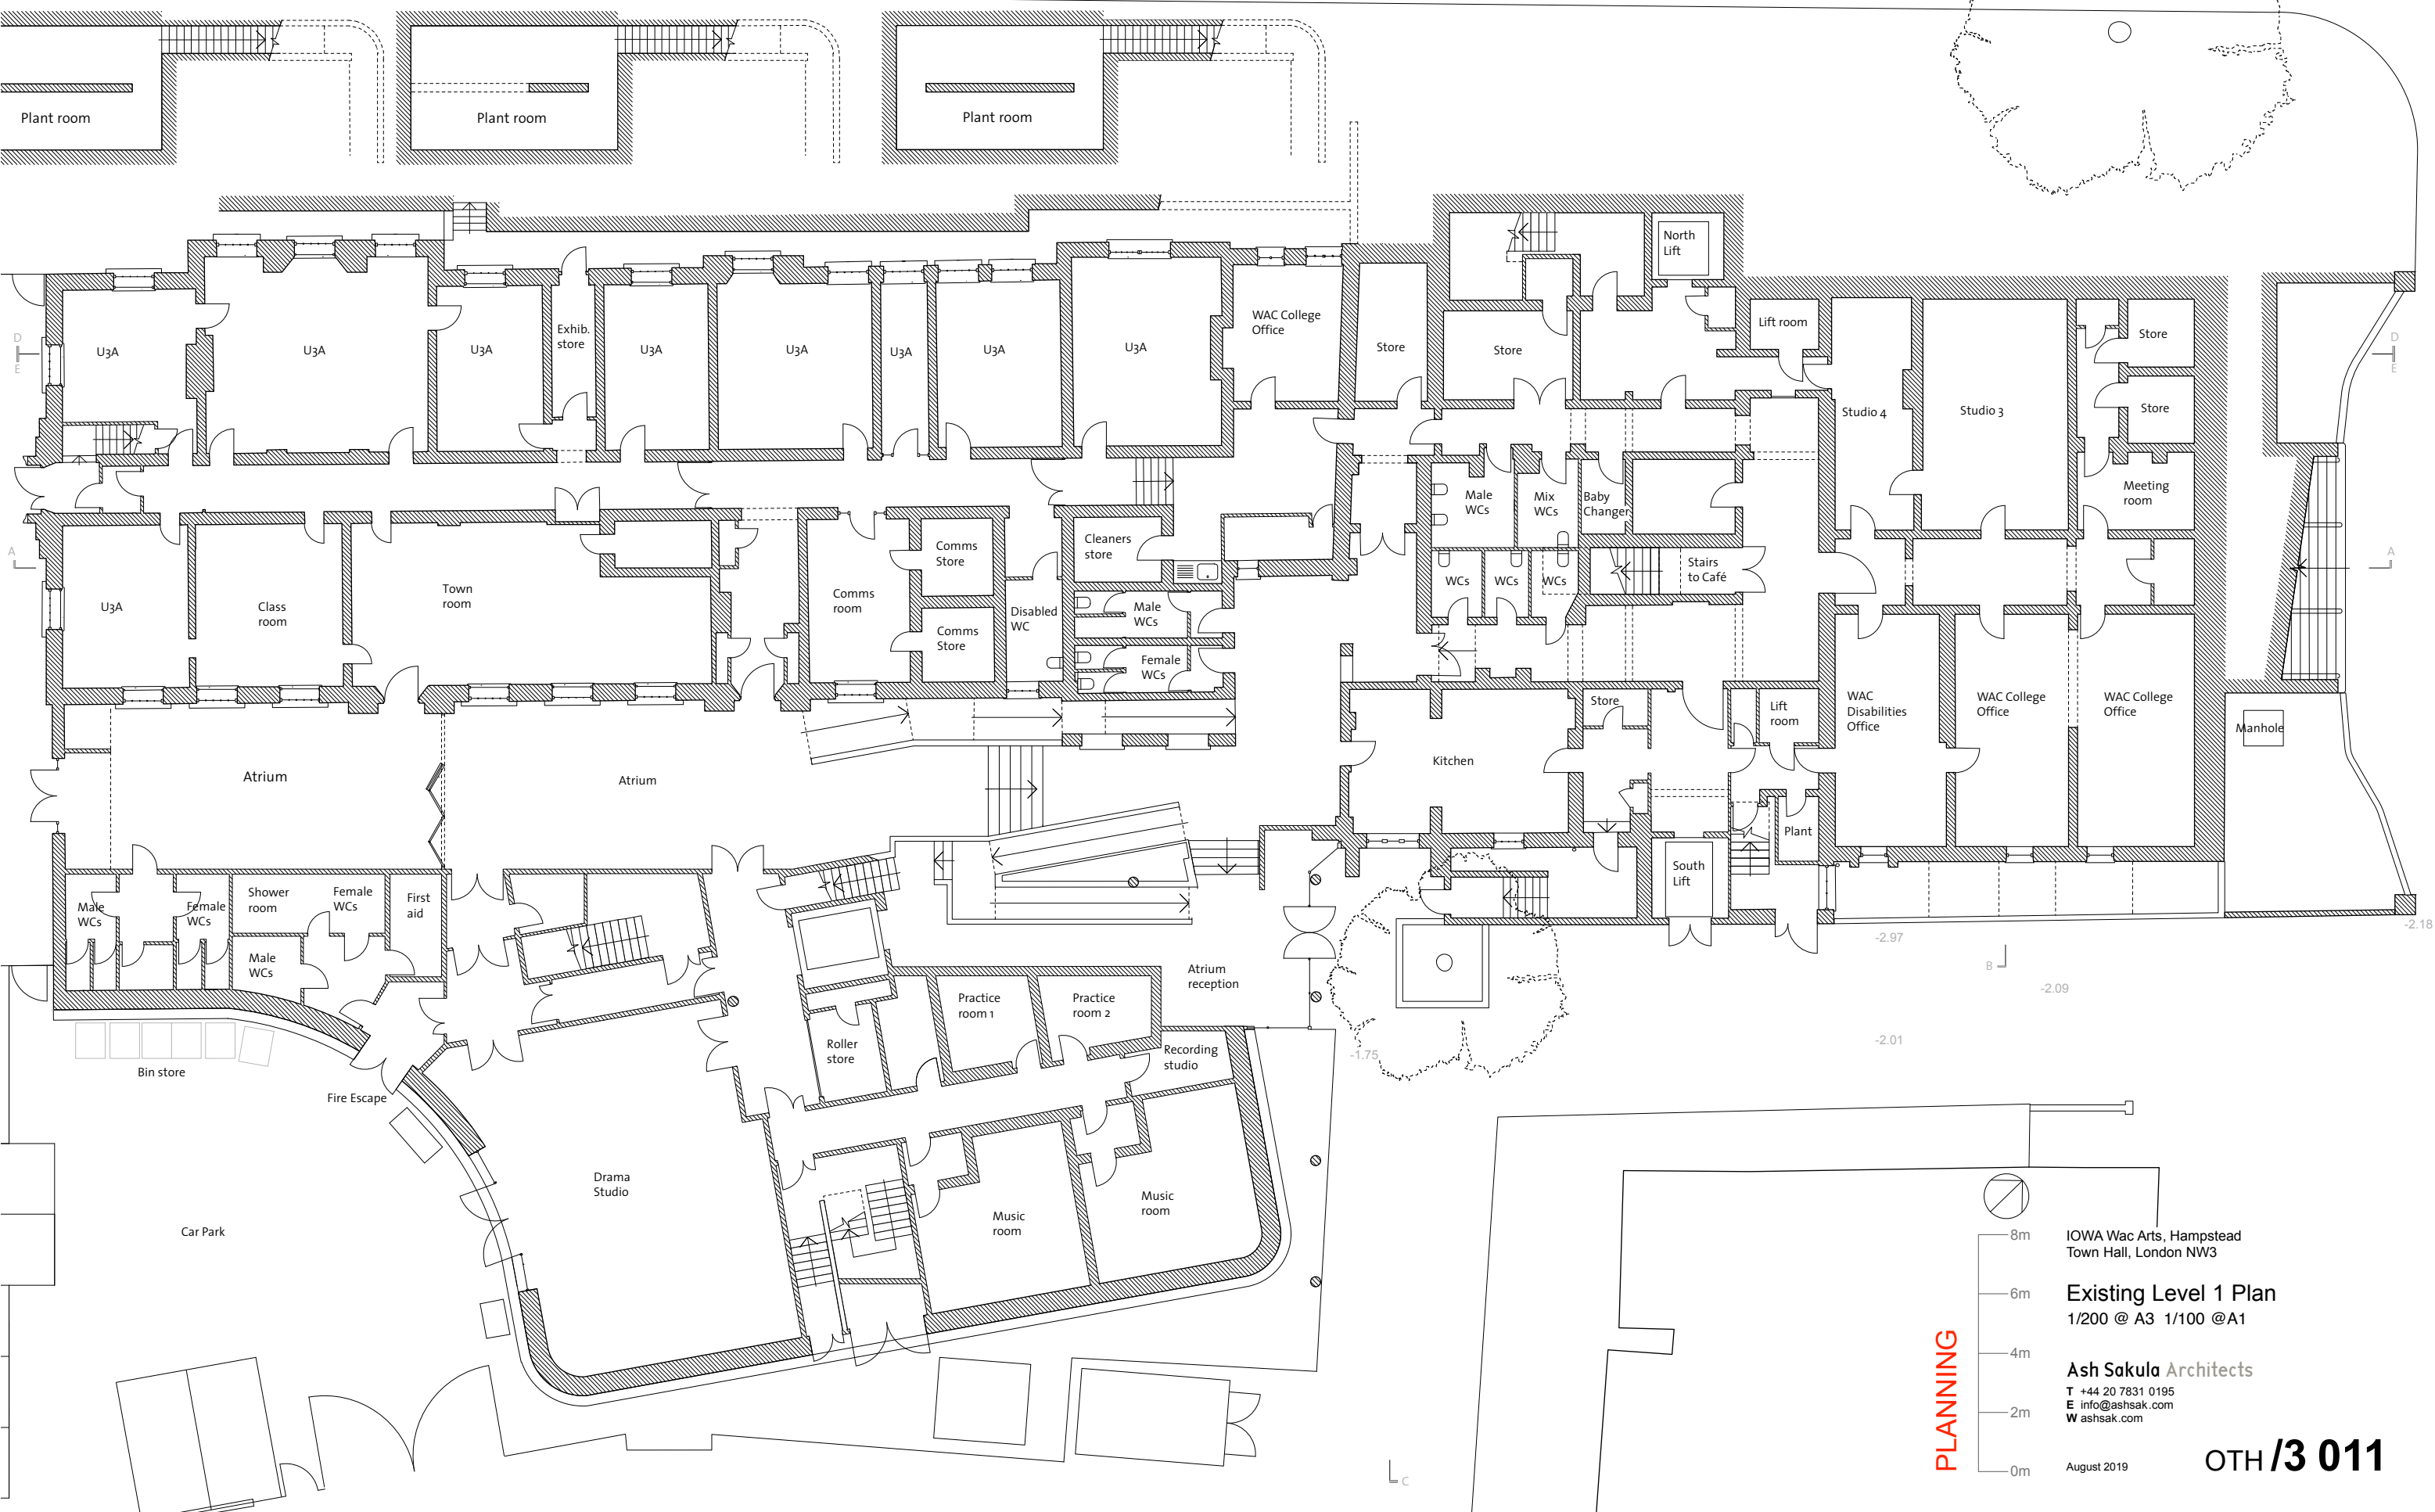 Plant room
Plant room
Plant room
North
Lift
WAC College
Office
Lift room
Exhib.
store
Store
D
E
U3A
U3A
U3A
U3A
U3A
U3A
U3A
U3A
Store
Store
D
E
Studio 4
Studio 3
Store
Male
WCs
Mix
WCs
Baby
Changer
Meeting
room
A
Cleaners
store
Comms
Store
Stairs
to Café
A
U3A
Class
room
Town
room
Comms
room
WCs
WCs
WCs
Disabled
WC
Male
WCs
Comms
Store
Female
WCs
Store
Lift
room
WAC
Disabilities
Office
WAC College
Office
WAC College
Office
Manhole
Atrium
Atrium
Kitchen
Plant
South
Lift
Male
WCs
Female
WCs
Shower
room
Female
WCs
First
aid
Male
WCs
-2.18
-2.97
B
-2.09
Atrium
reception
Practice
room 1
Practice
room 2
Roller
store
Recording
studio
-1.75
-2.01
Bin store
Fire Escape
Drama
Studio
Music
room
Music
room
Car Park
8m
6m
4m
2m
0m
IOWA Wac Arts, Hampstead
Town Hall, London NW3
Existing Level 1 Plan
1/200 @ A3 1/100 @A1
PLANNING
Ash Sakula Architects
T +44 20 7831 0195
E info@ashsak.com
W ashsak.com
August 2019
OTH /3 011
C